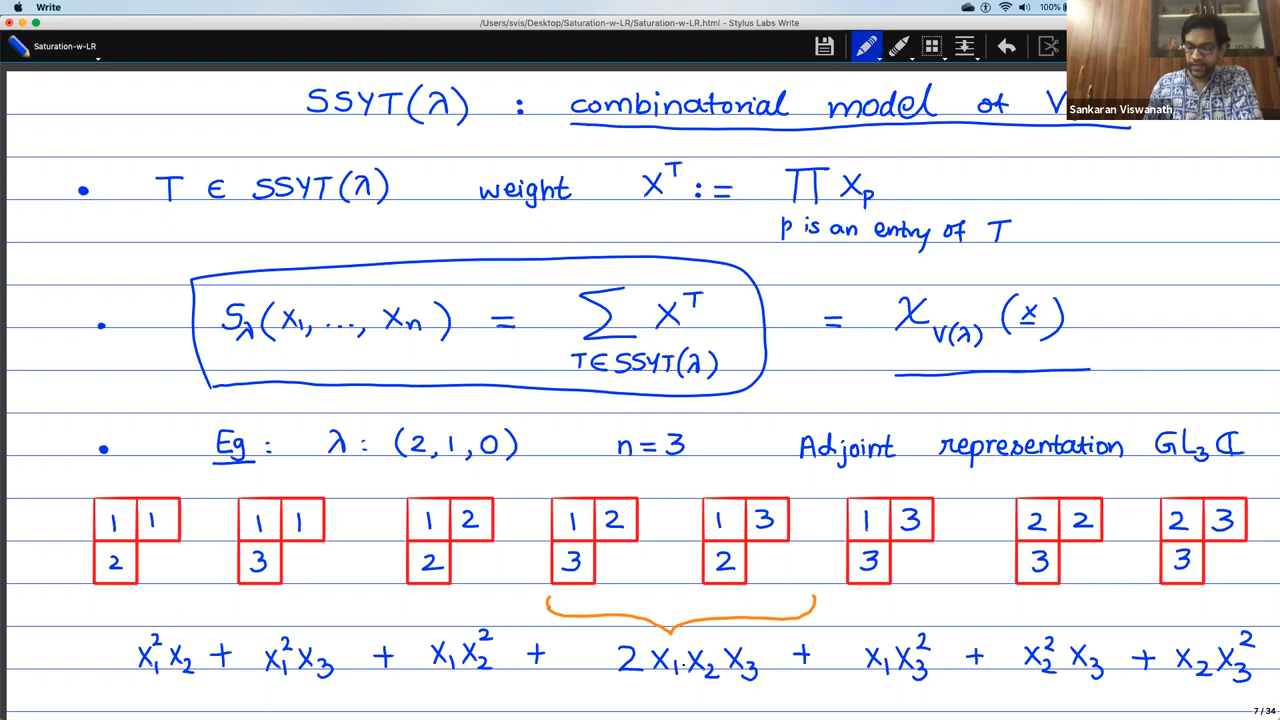 Write
100%
/Users/svis/Desktop/Saturation-w-LR/Saturation-w-LR.html - Stylus Labs Write
Saturation-w-LR
Sankaran Viswanath
SSYT(λ) : combinatorial model of V
• T ∈ SSYT(λ) weight x^T := ∏ x_p
p is an entry of T
• S_λ(x_1, ..., x_n) = ∑ x^T = χ_{V(λ)} (x)
T∈SSYT(λ)
• Eg: λ: (2,1,0) n=3 Adjoint representation GL_3 ℂ
1 1 1 1 1 2 1 2 1 3 1 3 2 2 2 3
2 3 2 3 2 3 3 3
x_1^2 x_2 + x_1^2 x_3 + x_1 x_2^2 + 2 x_1 x_2 x_3 + x_1 x_3^2 + x_2^2 x_3 + x_2 x_3^2
7 / 34